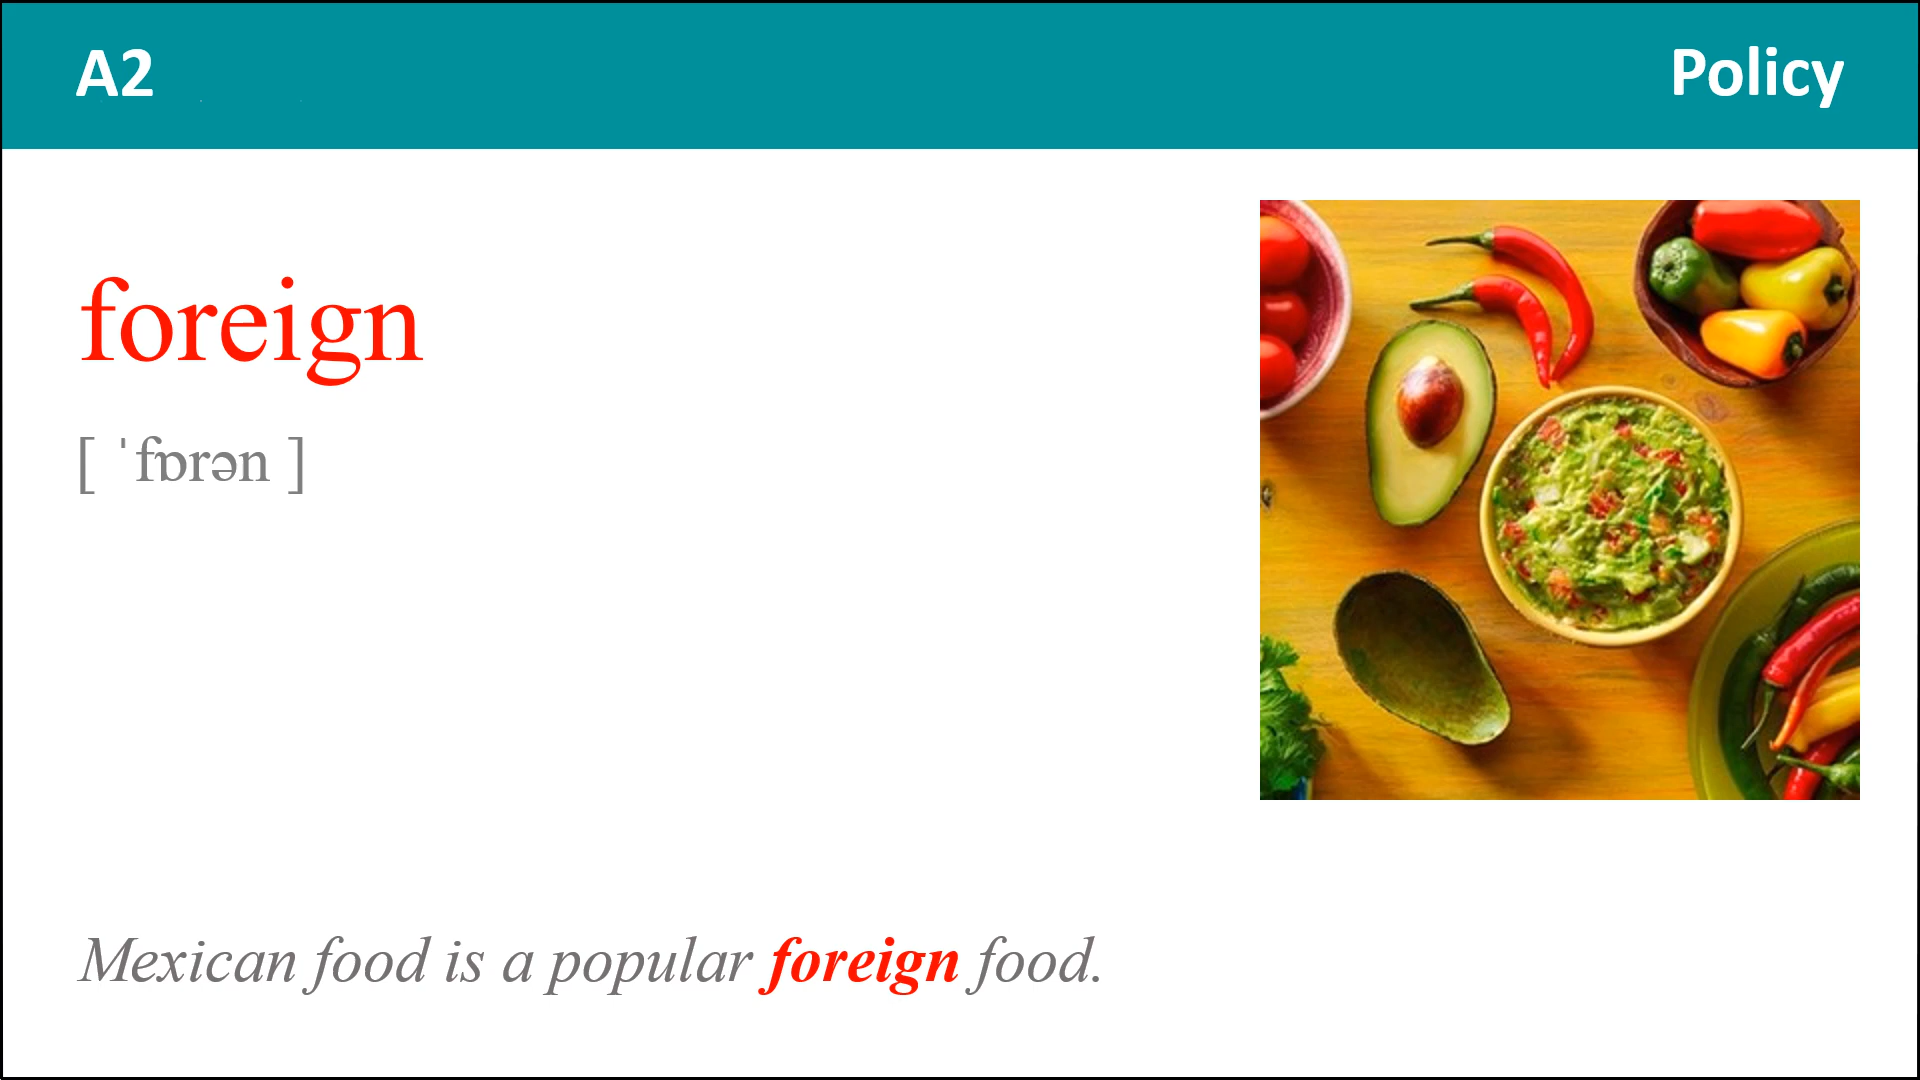 A2
Policy
foreign
[ ˈfɒrən ]
Mexican food is a popular foreign food.